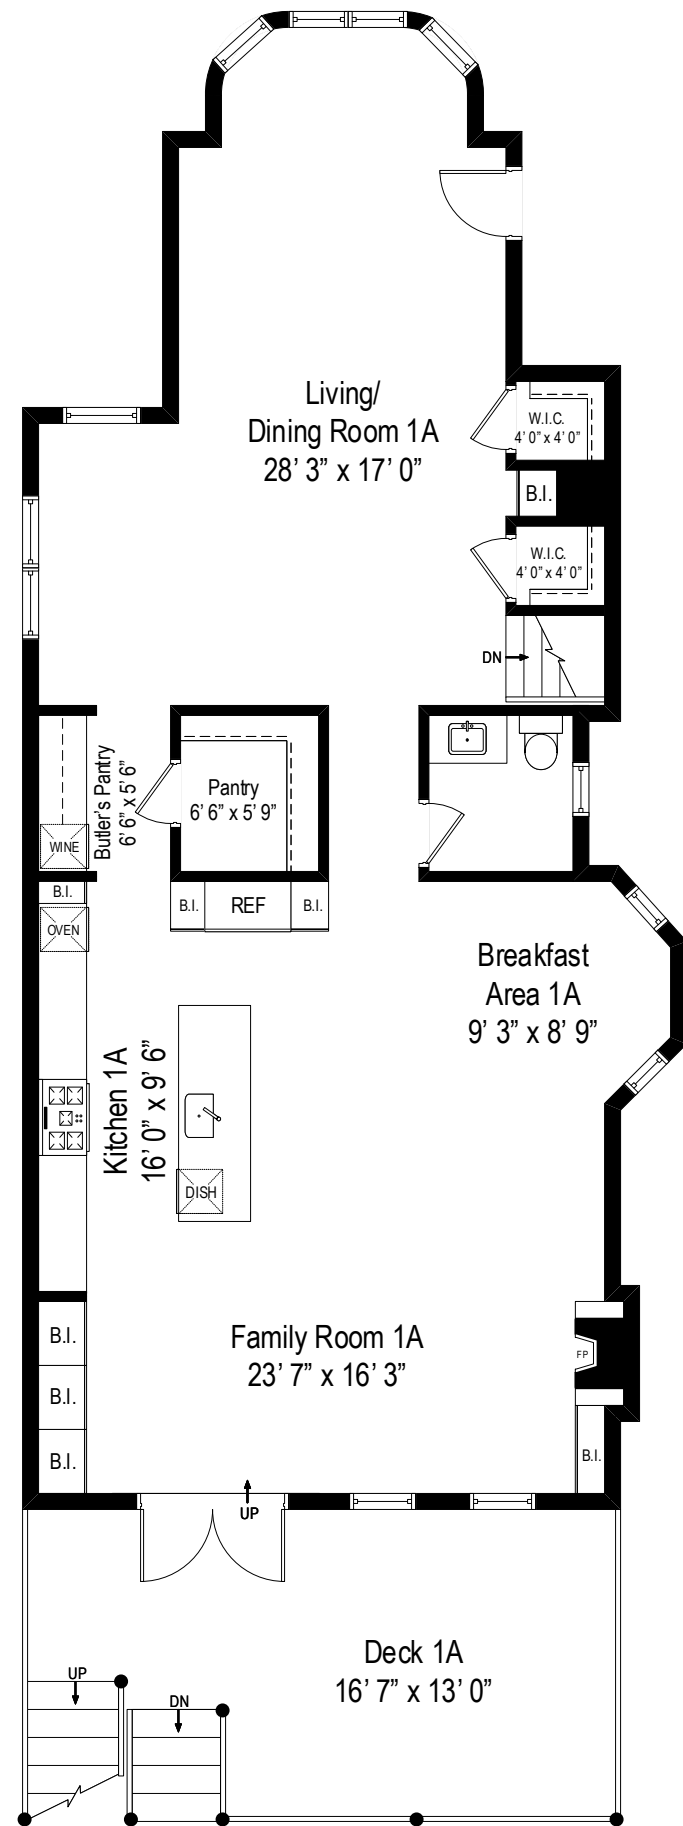 Living/
Dining Room 1A
28' 3" x 17' 0"
W.I.C.
4' 0" x 4' 0"
B.I.
W.I.C.
4' 0" x 4' 0"
DN
Butler's Pantry
6' 6" x 5' 6"
WINE
Pantry
6' 6" x 5' 9"
B.I.
OVEN
B.I.
REF
B.I.
Breakfast
Area 1A
9' 3" x 8' 9"
Kitchen 1A
16' 0" x 9' 6"
DISH
Family Room 1A
23' 7" x 16' 3"
FP
B.I.
B.I.
B.I.
B.I.
UP
Deck 1A
16' 7" x 13' 0"
UP
DN